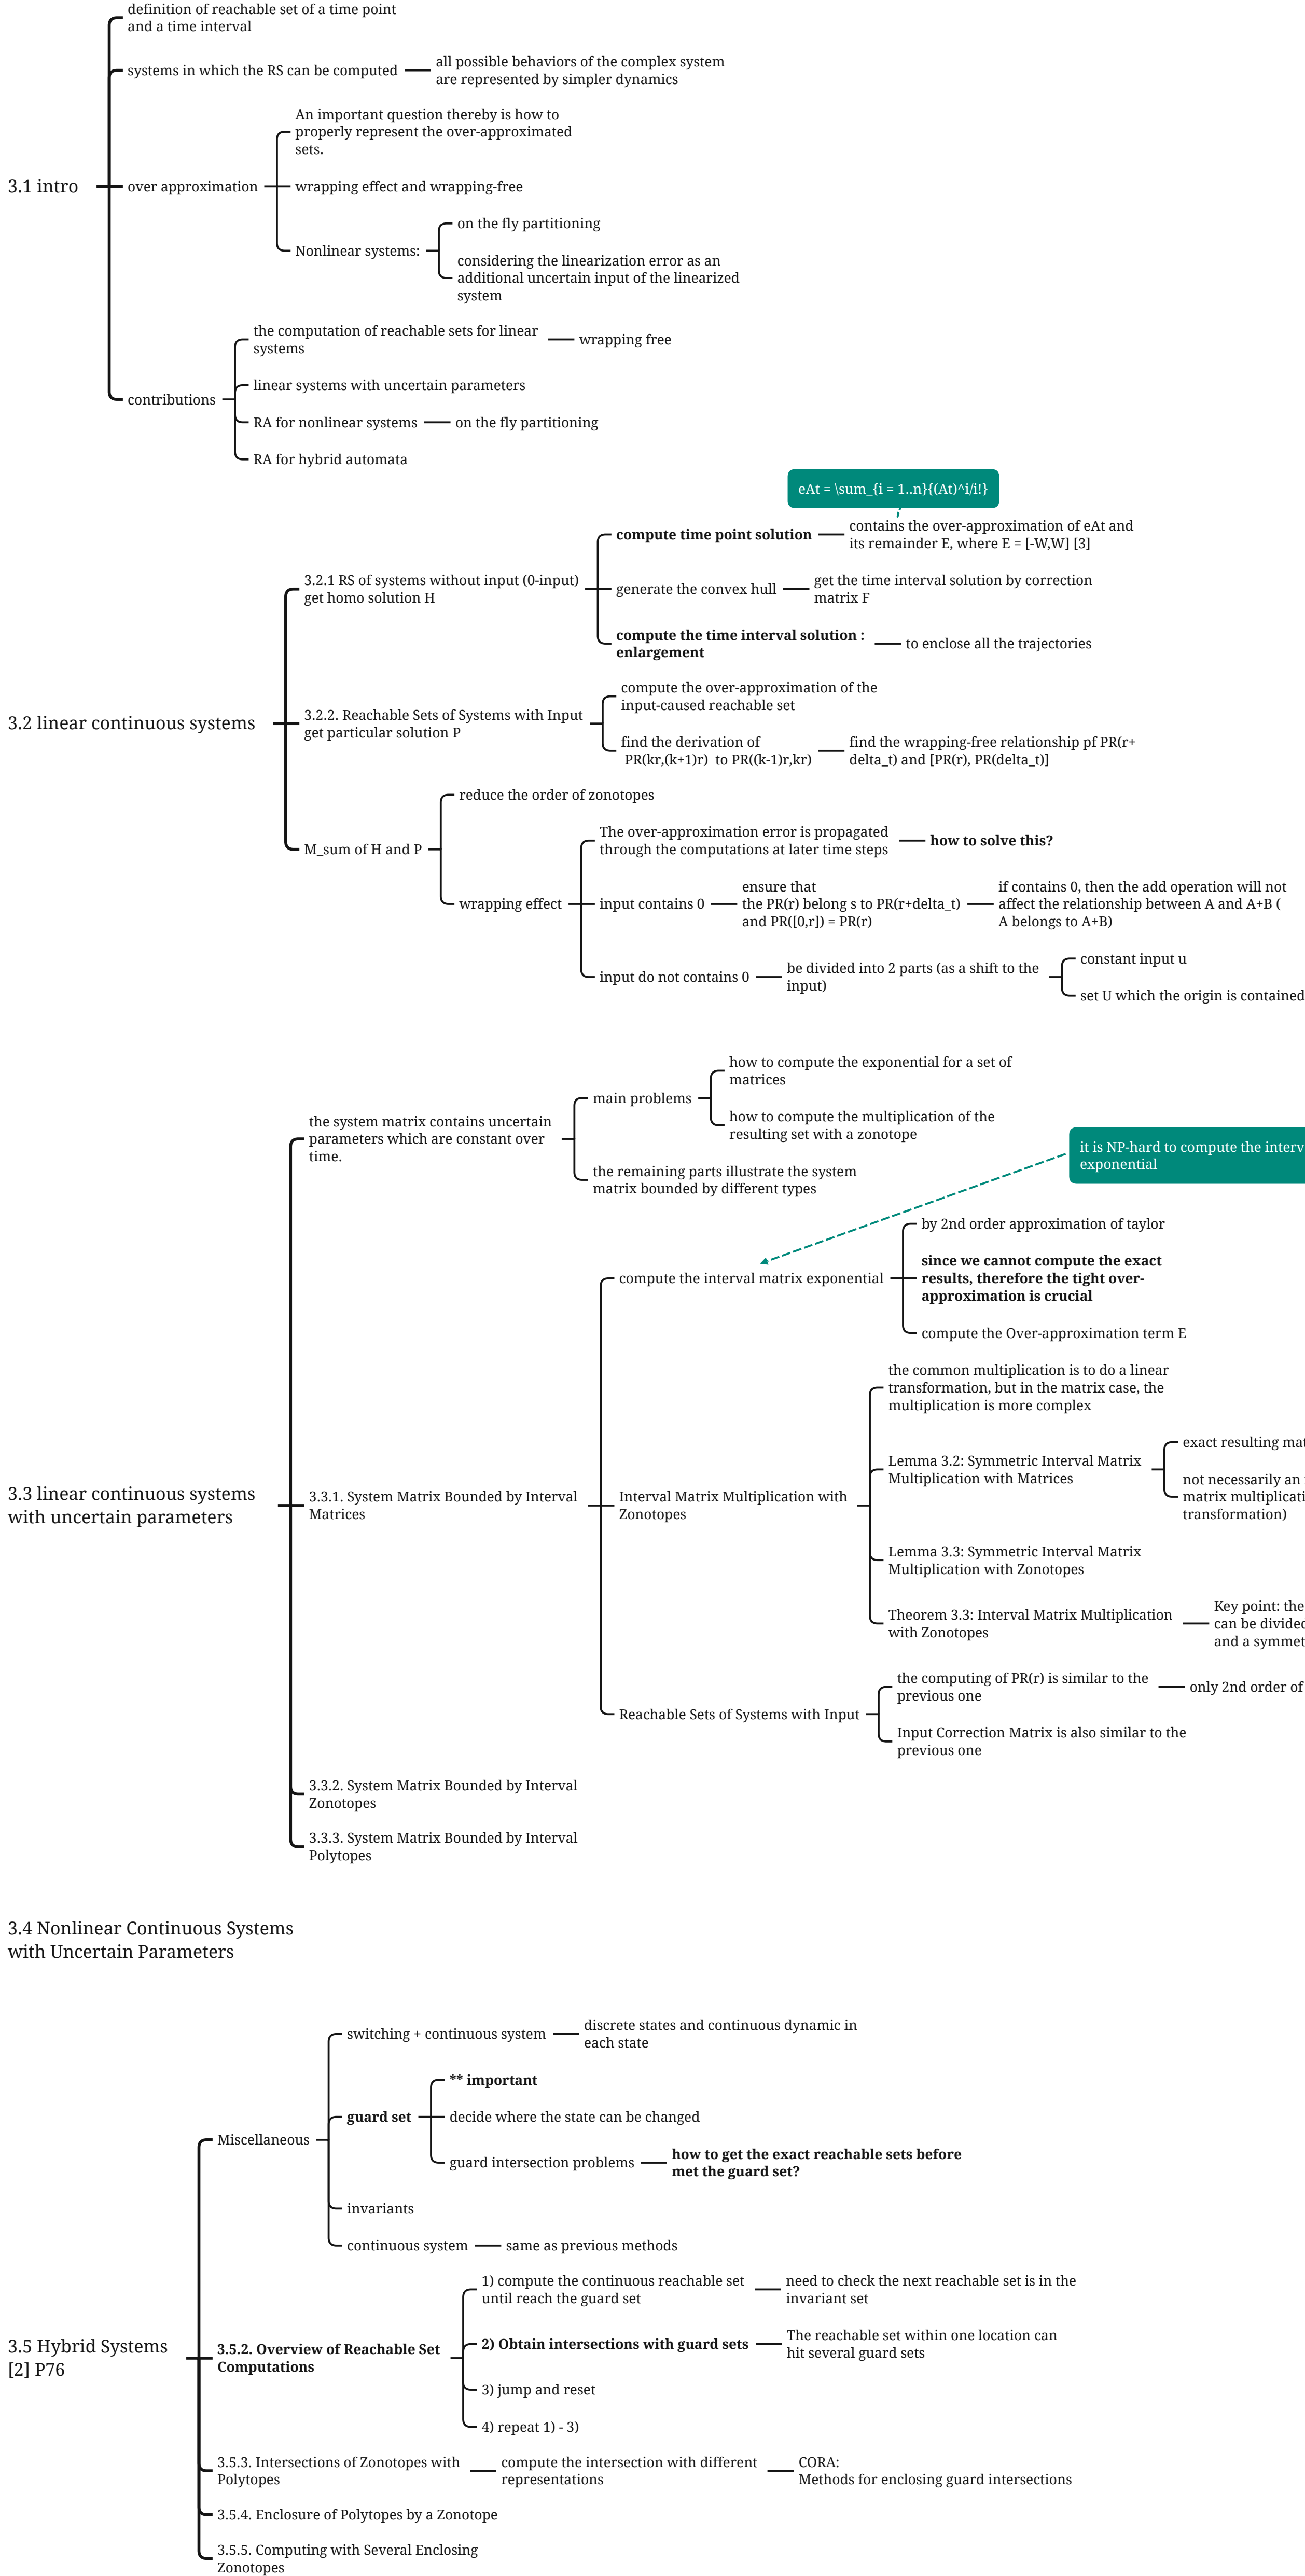 definition of reachable set of a time point
and a time interval
systems in which the RS can be computed
all possible behaviors of the complex system
are represented by simpler dynamics
An important question thereby is how to
properly represent the over-approximated
sets.
3.1 intro
over approximation
wrapping effect and wrapping-free
on the fly partitioning
Nonlinear systems:
considering the linearization error as an
additional uncertain input of the linearized
system
the computation of reachable sets for linear
systems
wrapping free
linear systems with uncertain parameters
contributions
RA for nonlinear systems
on the fly partitioning
RA for hybrid automata
eAt = \sum_{i = 1..n}{(At)^i/i!}
compute time point solution
contains the over-approximation of eAt and
its remainder E, where E = [-W,W] [3]
3.2.1 RS of systems without input (0-input)
get homo solution H
generate the convex hull
get the time interval solution by correction
matrix F
compute the time interval solution :
enlargement
to enclose all the trajectories
3.2 linear continuous systems
3.2.2. Reachable Sets of Systems with Input
get particular solution P
compute the over-approximation of the
input-caused reachable set
find the derivation of
PR(kr,(k+1)r) to PR((k-1)r,kr)
find the wrapping-free relationship pf PR(r+
delta_t) and [PR(r), PR(delta_t)]
M_sum of H and P
reduce the order of zonotopes
wrapping effect
The over-approximation error is propagated
through the computations at later time steps
how to solve this?
input contains 0
ensure that
the PR(r) belong s to PR(r+delta_t)
and PR([0,r]) = PR(r)
if contains 0, then the add operation will not
affect the relationship between A and A+B (
A belongs to A+B)
input do not contains 0
be divided into 2 parts (as a shift to the
input)
constant input u
set U which the origin is contained
the system matrix contains uncertain
parameters which are constant over
time.
main problems
how to compute the exponential for a set of
matrices
how to compute the multiplication of the
resulting set with a zonotope
the remaining parts illustrate the system
matrix bounded by different types
it is NP-hard to compute the interv
exponential
compute the interval matrix exponential
by 2nd order approximation of taylor
since we cannot compute the exact
results, therefore the tight over-
approximation is crucial
compute the Over-approximation term E
3.3 linear continuous systems
with uncertain parameters
3.3.1. System Matrix Bounded by Interval
Matrices
Interval Matrix Multiplication with
Zonotopes
the common multiplication is to do a linear
transformation, but in the matrix case, the
multiplication is more complex
Lemma 3.2: Symmetric Interval Matrix
Multiplication with Matrices
exact resulting mat
not necessarily an
matrix multiplicati
transformation)
Lemma 3.3: Symmetric Interval Matrix
Multiplication with Zonotopes
Theorem 3.3: Interval Matrix Multiplication
with Zonotopes
Key point: the
can be divided
and a symmet
Reachable Sets of Systems with Input
the computing of PR(r) is similar to the
previous one
only 2nd order of
Input Correction Matrix is also similar to the
previous one
3.3.2. System Matrix Bounded by Interval
Zonotopes
3.3.3. System Matrix Bounded by Interval
Polytopes
3.4 Nonlinear Continuous Systems
with Uncertain Parameters
switching + continuous system
discrete states and continuous dynamic in
each state
Miscellaneous
guard set
** important
decide where the state can be changed
guard intersection problems
how to get the exact reachable sets before
met the guard set?
invariants
continuous system
same as previous methods
3.5 Hybrid Systems
[2] P76
3.5.2. Overview of Reachable Set
Computations
1) compute the continuous reachable set
until reach the guard set
need to check the next reachable set is in the
invariant set
2) Obtain intersections with guard sets
The reachable set within one location can
hit several guard sets
3) jump and reset
4) repeat 1) - 3)
3.5.3. Intersections of Zonotopes with
Polytopes
compute the intersection with different
representations
CORA:
Methods for enclosing guard intersections
3.5.4. Enclosure of Polytopes by a Zonotope
3.5.5. Computing with Several Enclosing
Zonotopes